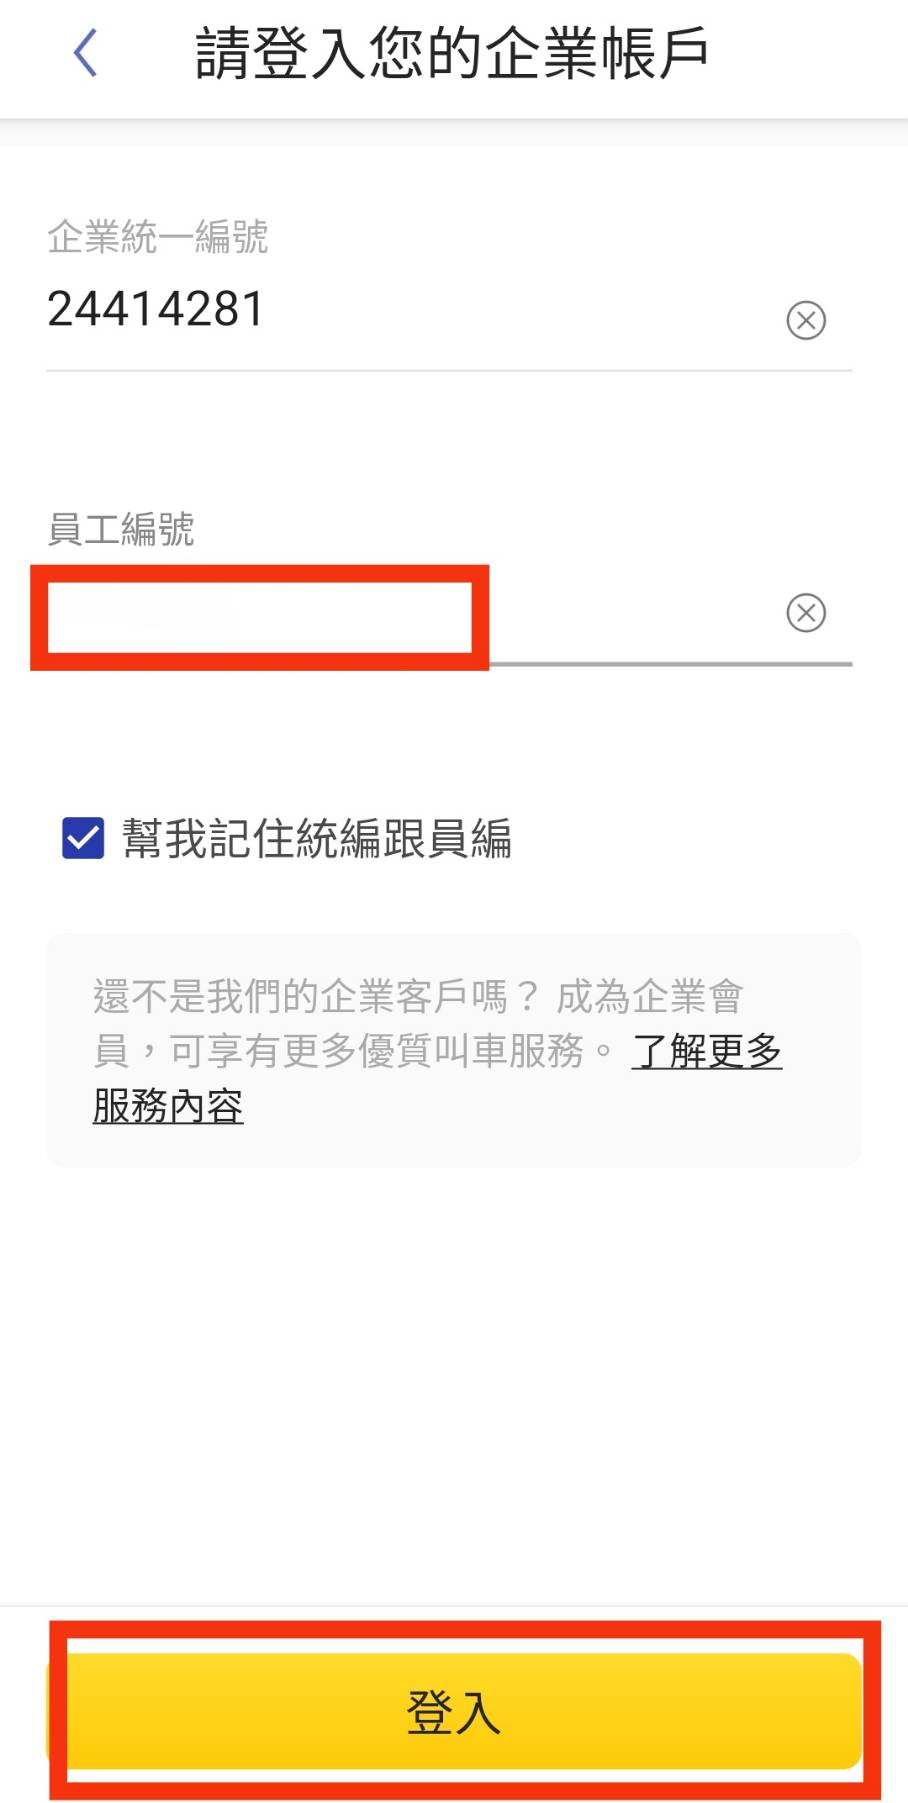 請登入您的企業帳戶
企業統一編號
24414281
員工編號
幫我記住統編跟員編
還不是我們的企業客戶嗎？ 成為企業會
員，可享有更多優質叫車服務。 了解更多
服務內容
登入